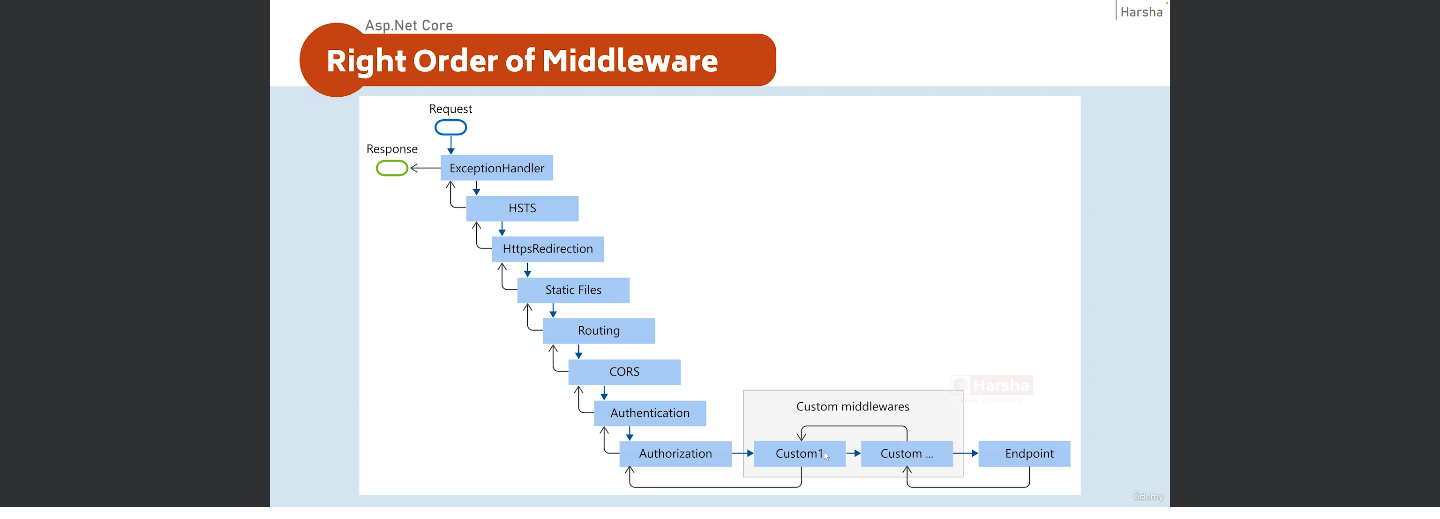 Asp.Net Core
Harsha
Right Order of Middleware
Request
Response
ExceptionHandler
HSTS
HttpsRedirection
Static Files
Routing
CORS
Authentication
Harsha
Custom middlewares
Authorization
Custom1
Custom ...
Endpoint
Udemy